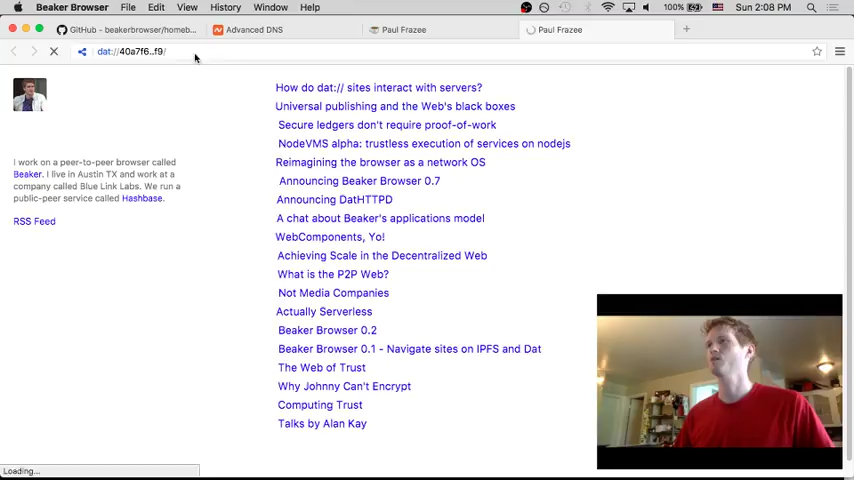 Beaker Browser File Edit View History Window Help 100% Sun 2:08 PM
GitHub - beakerbrowser/homeb... Advanced DNS Paul Frazee Paul Frazee
dat://40a7f6..f9/
How do dat:// sites interact with servers?
Universal publishing and the Web's black boxes
Secure ledgers don't require proof-of-work
NodeVMS alpha: trustless execution of services on nodejs
Reimagining the browser as a network OS
Announcing Beaker Browser 0.7
Announcing DatHTTPD
A chat about Beaker's applications model
WebComponents, Yo!
Achieving Scale in the Decentralized Web
What is the P2P Web?
Not Media Companies
Actually Serverless
Beaker Browser 0.2
Beaker Browser 0.1 - Navigate sites on IPFS and Dat
The Web of Trust
Why Johnny Can't Encrypt
Computing Trust
Talks by Alan Kay
I work on a peer-to-peer browser called
Beaker. I live in Austin TX and work at a
company called Blue Link Labs. We run a
public-peer service called Hashbase.
RSS Feed
Loading...